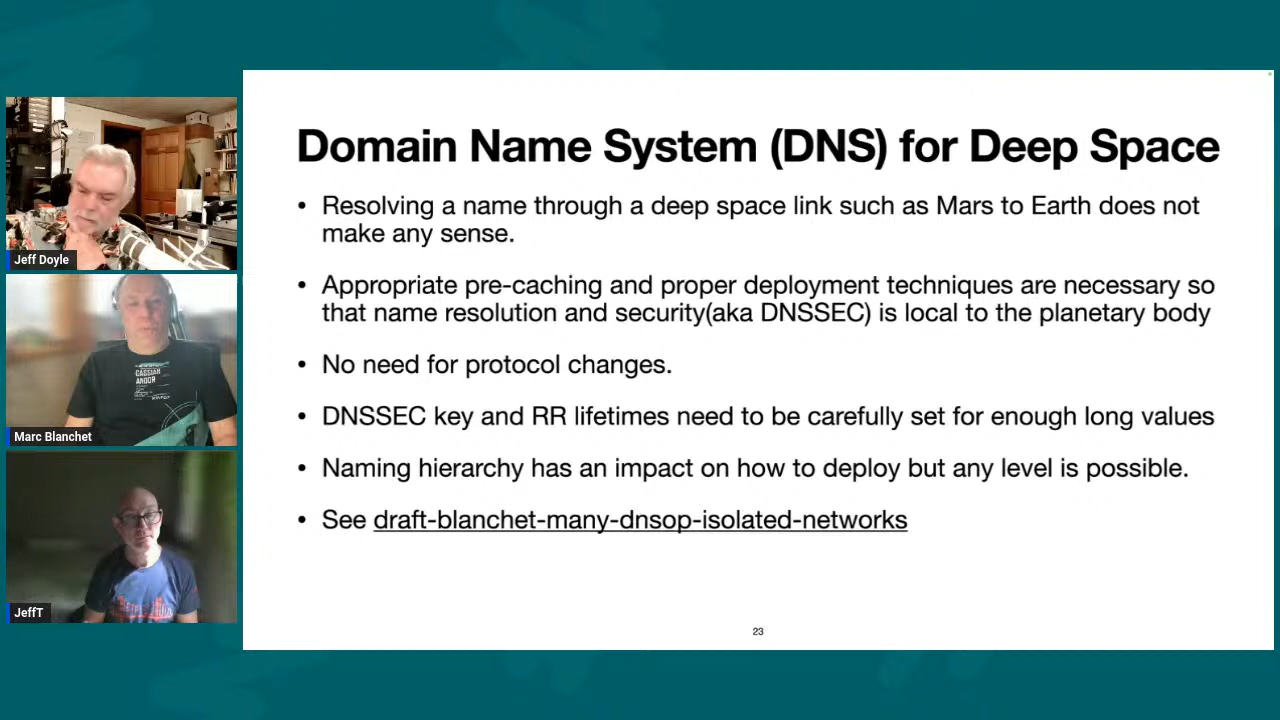 Domain Name System (DNS) for Deep Space
• Resolving a name through a deep space link such as Mars to Earth does not
make any sense.
• Appropriate pre-caching and proper deployment techniques are necessary so
that name resolution and security(aka DNSSEC) is local to the planetary body
• No need for protocol changes.
• DNSSEC key and RR lifetimes need to be carefully set for enough long values
• Naming hierarchy has an impact on how to deploy but any level is possible.
• See draft-blanchet-many-dnsop-isolated-networks
23
Jeff Doyle
CASSIAN
ANDOR
Marc Blanchet
JeffT